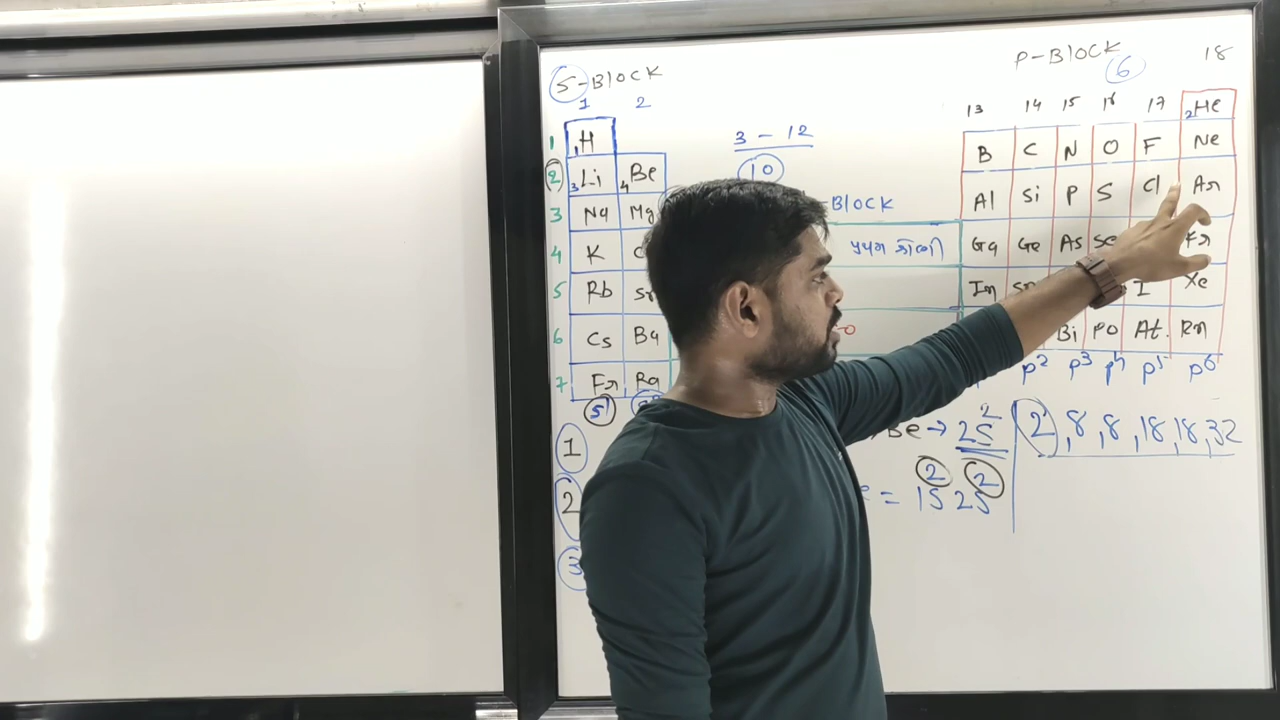 S-BLOCK P-BLOCK 18
1 2 6
13 14 15 16 17 2He
1 1H 3 - 12 B C N O F Ne
2 3Li 4Be 10
3 Na Mg BLOCK Al Si P S Cl Ar
4 K પ્રથમ શ્રેણી Ga Ge As Se
5 Rb Sr In Sn I Xe
6 Cs Ba Bi Po At. Rn
7 Fr Ra p2 p3 p4 p5 p6
s1
1 Be → 2S2 2,8,8,18,18,32
2 = 1S2 2S2
3